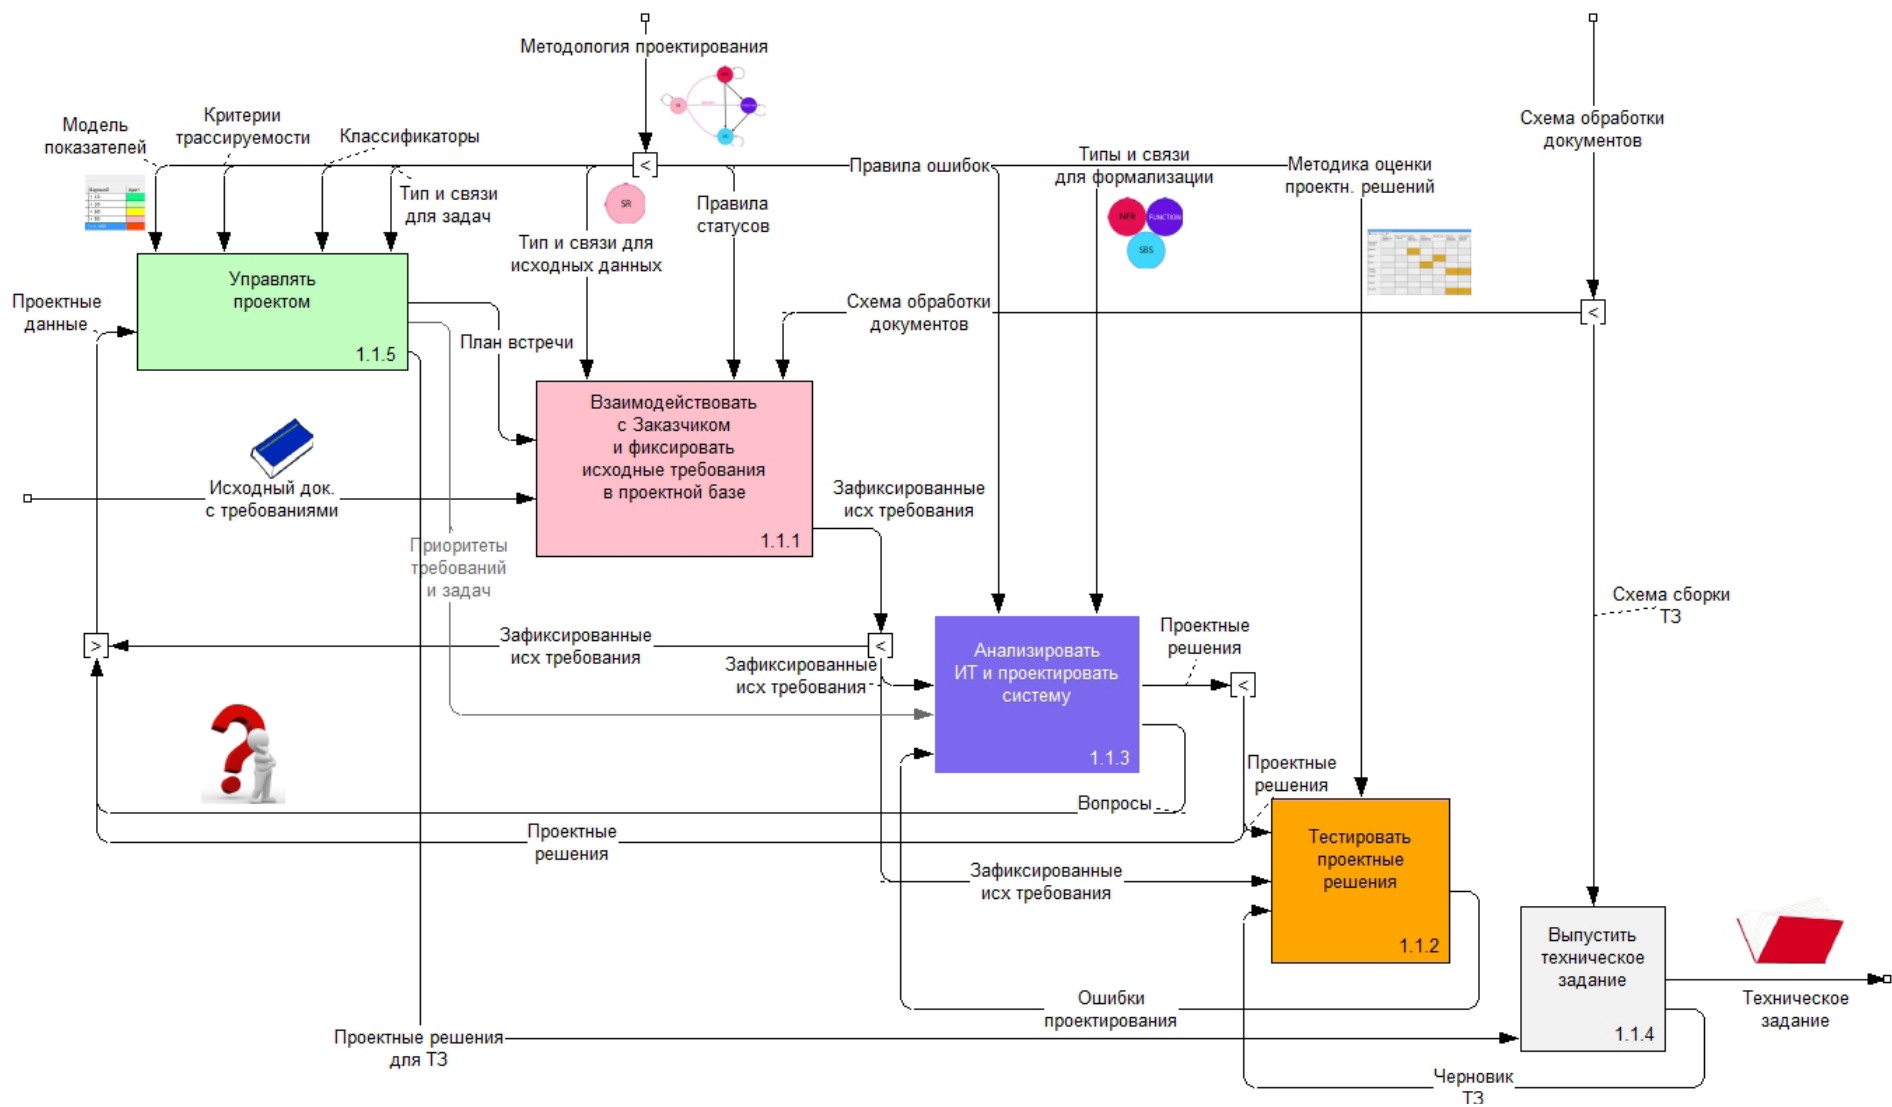 Методология проектирования
Модель
показателей
Критерии
трассируемости
Классификаторы
Тип и связи
для задач
<
SR
Тип и связи для
исходных данных
Правила
статусов
Правила ошибок
Типы и связи
для формализации
NFR
FUNCTION
SBS
Методика оценки
проектн. решений
Схема обработки
документов
<
Схема обработки
документов
Управлять
проектом
1.1.5
Проектные
данные
План встречи
Взаимодействовать
с Заказчиком
и фиксировать
исходные требования
в проектной базе
1.1.1
Исходный док.
с требованиями
Приоритеты
требований
и задач
Зафиксированные
исх требования
>
Зафиксированные
исх требования
<
Зафиксированные
исх требования
Анализировать
ИТ и проектировать
систему
1.1.3
Проектные
решения
<
Схема сборки
ТЗ
Проектные
решения
Вопросы
Проектные
решения
Тестировать
проектные
решения
1.1.2
Зафиксированные
исх требования
Выпустить
техническое
задание
1.1.4
Техническое
задание
Ошибки
проектирования
Проектные решения
для ТЗ
Черновик
ТЗ